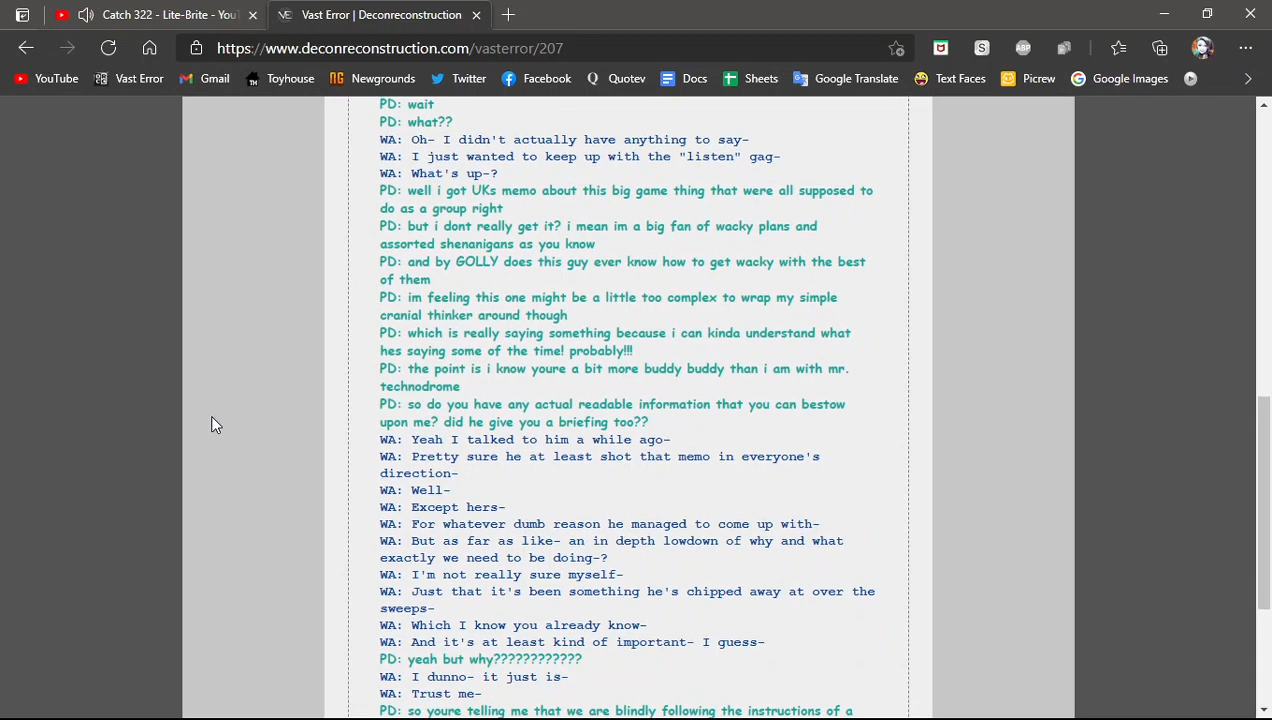 Catch 322 - Lite-Brite - You
Vast Error | Deconreconstruction
https://www.deconreconstruction.com/vasterror/207
YouTube
Vast Error
Gmail
Toyhouse
Newgrounds
Twitter
Facebook
Quotev
Docs
Sheets
Google Translate
Text Faces
Picrew
Google Images
PD: wait
PD: what??
WA: Oh- I didn't actually have anything to say-
WA: I just wanted to keep up with the "listen" gag-
WA: What's up-?
PD: well i got UKs memo about this big game thing that were all supposed to
do as a group right
PD: but i dont really get it? i mean im a big fan of wacky plans and
assorted shenanigans as you know
PD: and by GOLLY does this guy ever know how to get wacky with the best
of them
PD: im feeling this one might be a little too complex to wrap my simple
cranial thinker around though
PD: which is really saying something because i can kinda understand what
hes saying some of the time! probably!!!
PD: the point is i know youre a bit more buddy buddy than i am with mr.
technodrome
PD: so do you have any actual readable information that you can bestow
upon me? did he give you a briefing too??
WA: Yeah I talked to him a while ago-
WA: Pretty sure he at least shot that memo in everyone's
direction-
WA: Well-
WA: Except hers-
WA: For whatever dumb reason he managed to come up with-
WA: But as far as like- an in depth lowdown of why and what
exactly we need to be doing-?
WA: I'm not really sure myself-
WA: Just that it's been something he's chipped away at over the
sweeps-
WA: Which I know you already know-
WA: And it's at least kind of important- I guess-
PD: yeah but why????????????
WA: I dunno- it just is-
WA: Trust me-
PD: so youre telling me that we are blindly following the instructions of a